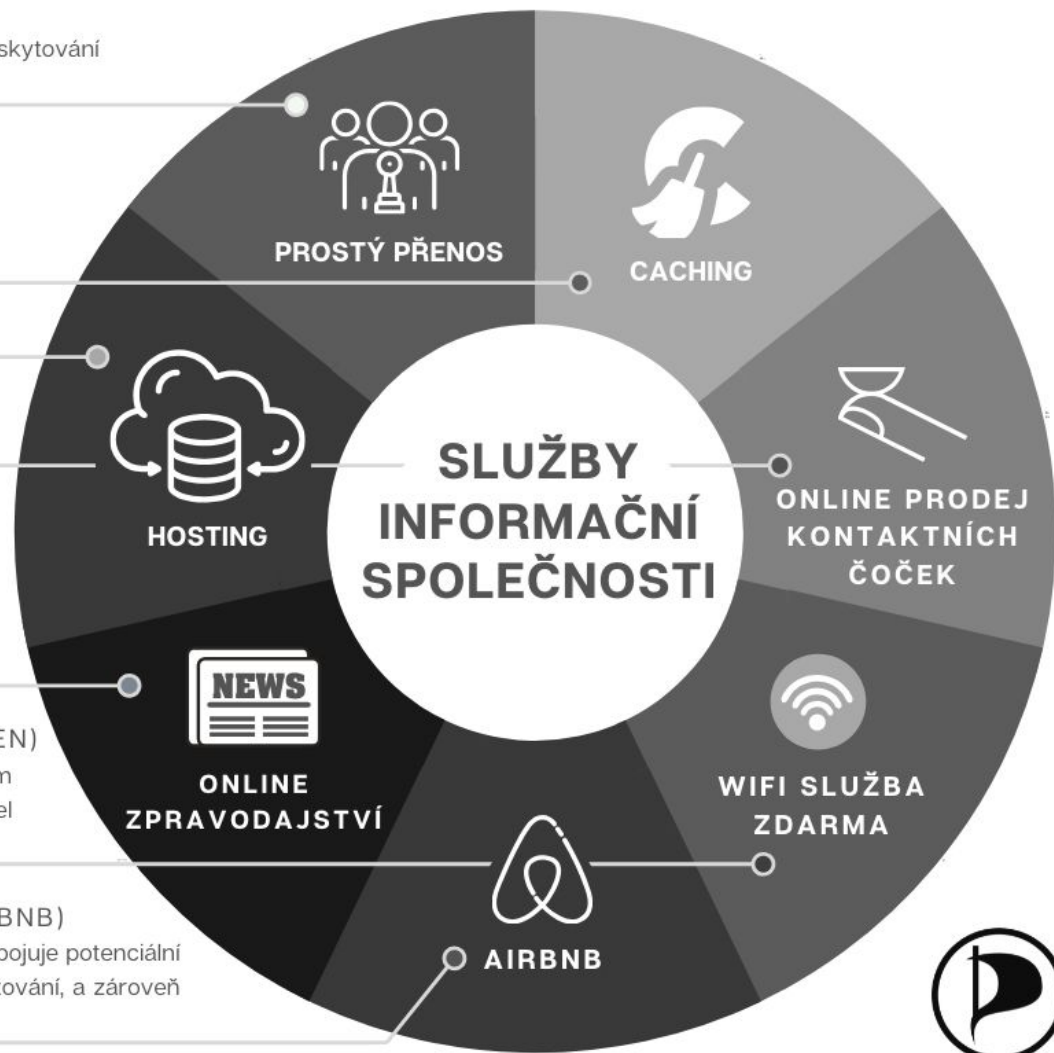 skytování
PROSTÝ PŘENOS
CACHING
HOSTING
SLUŽBY
INFORMAČNÍ
SPOLEČNOSTI
ONLINE PRODEJ
KONTAKTNÍCH
ČOČEK
NEWS
ONLINE
ZPRAVODAJSTVÍ
WIFI SLUŽBA
ZDARMA
AIRBNB
EN)
m
el
BNB)
pojuje potenciální
tování, a zároveň